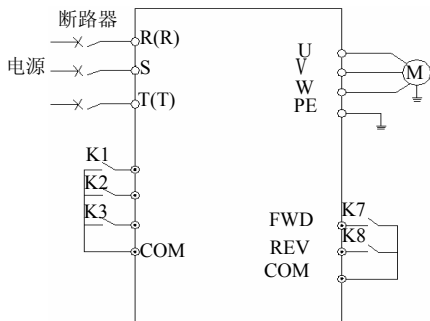 断路器
R(R)
电源
S
T(T)
U
V
W
PE
M
K1
K2
K3
COM
FWD
K7
REV
K8
COM